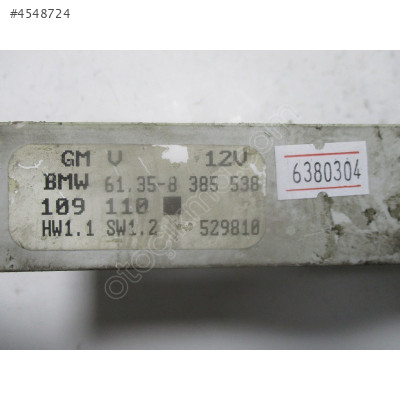 #4548724
GM V 12V
BMW 61.35-8 385 538
109 110
HW1.1 SW1.2 529810
6380304